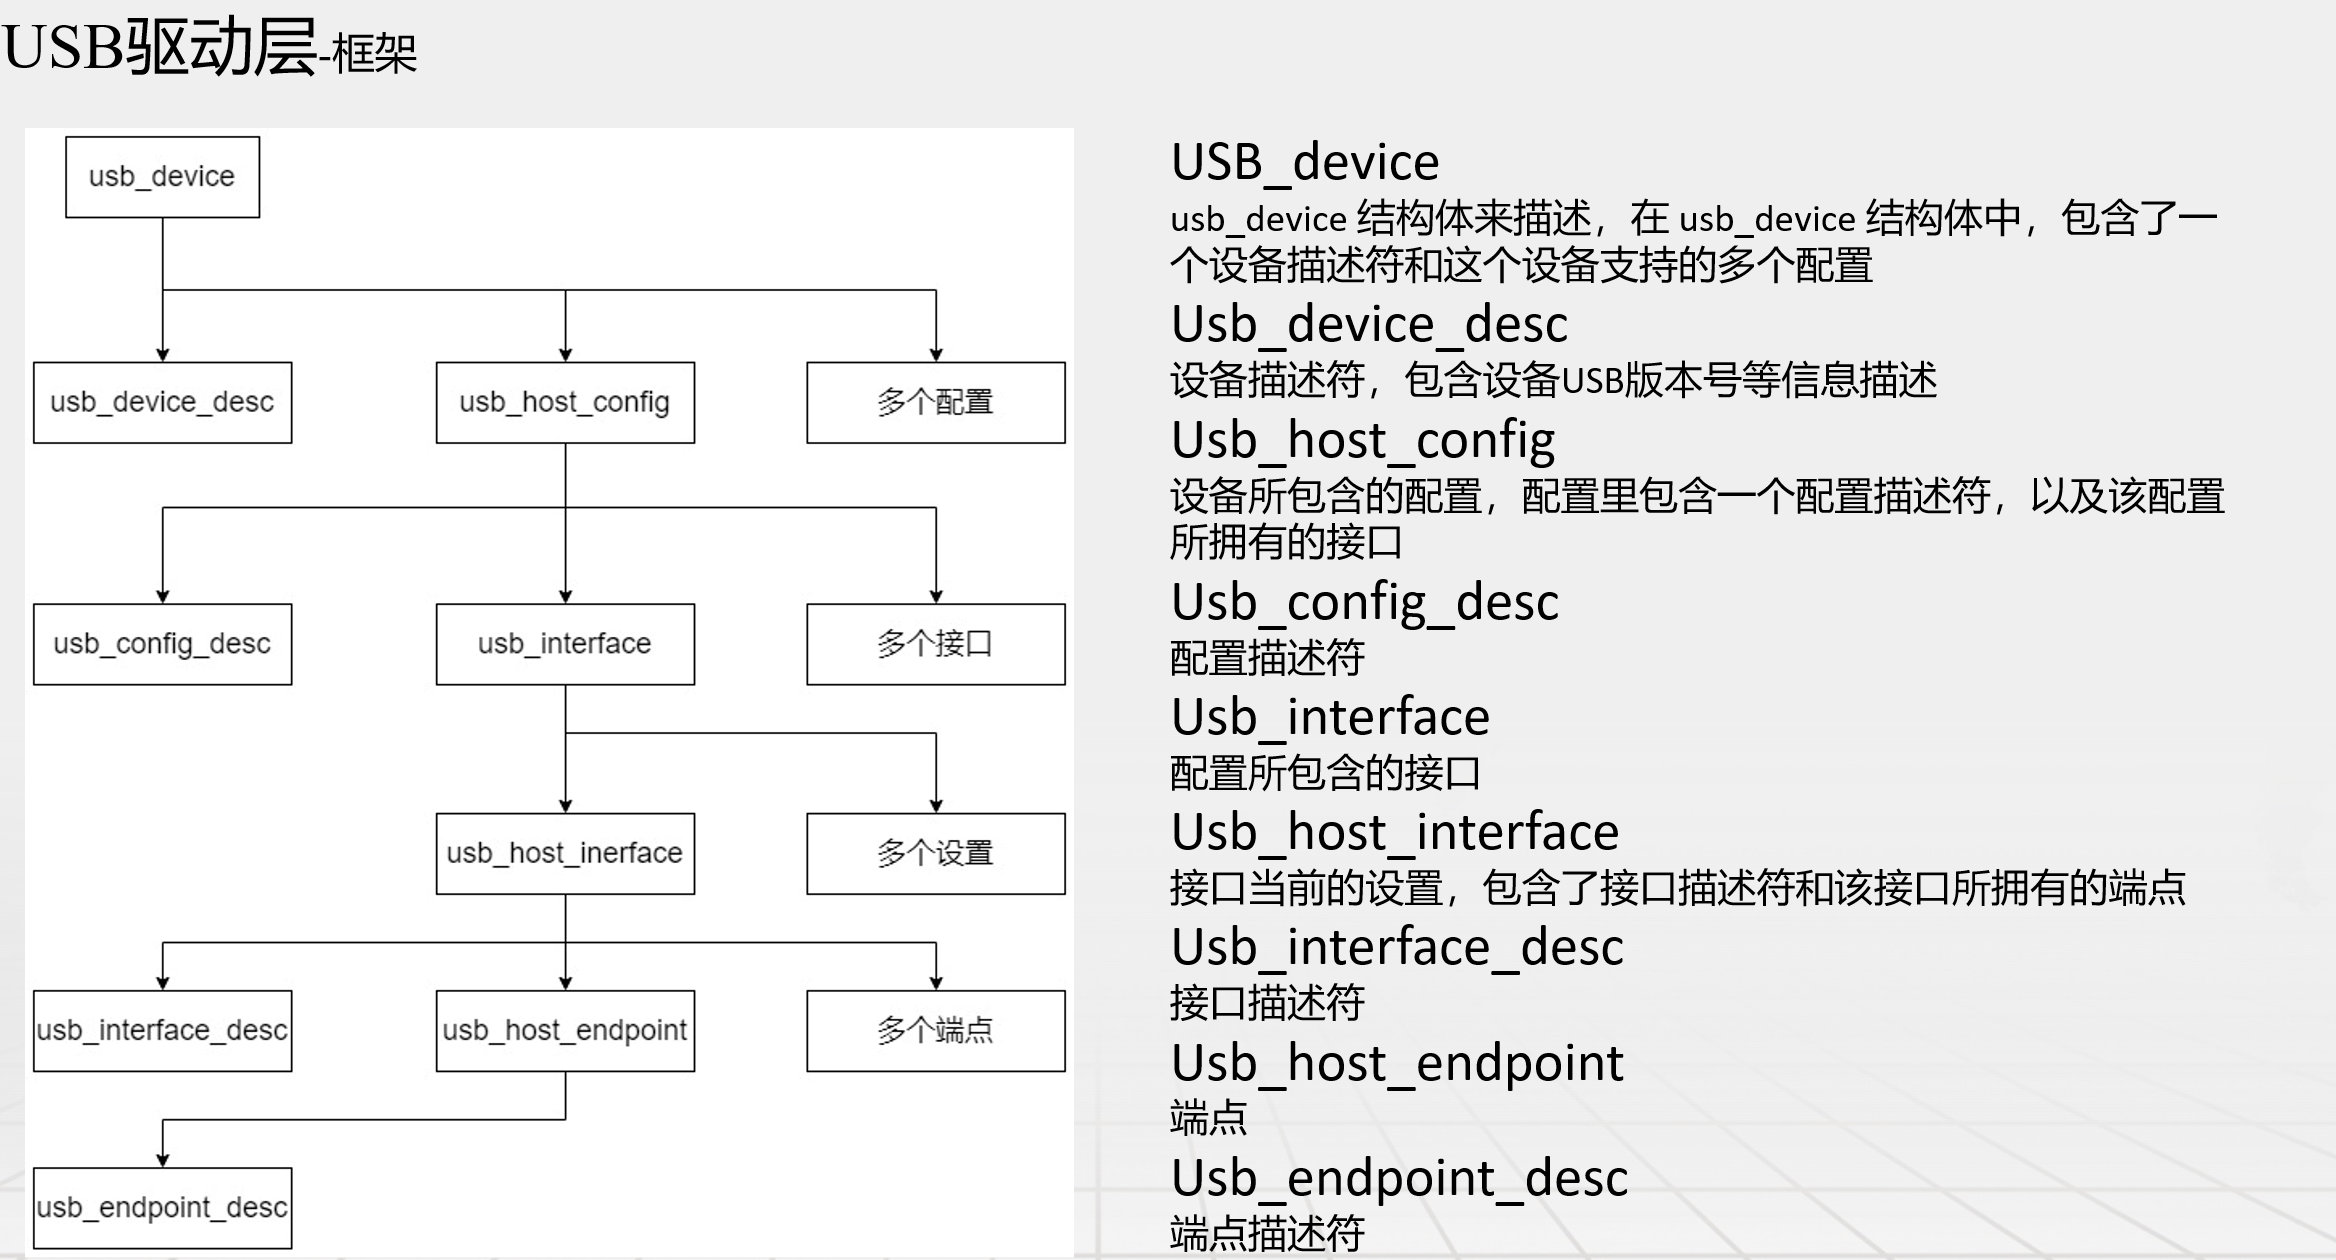 USB驱动层-框架
usb_device
usb_device_desc
usb_host_config
多个配置
usb_config_desc
usb_interface
多个接口
usb_host_inerface
多个设置
usb_interface_desc
usb_host_endpoint
多个端点
usb_endpoint_desc
USB_device
usb_device 结构体来描述，在 usb_device 结构体中，包含了一
个设备描述符和这个设备支持的多个配置
Usb_device_desc
设备描述符，包含设备USB版本号等信息描述
Usb_host_config
设备所包含的配置，配置里包含一个配置描述符，以及该配置
所拥有的接口
Usb_config_desc
配置描述符
Usb_interface
配置所包含的接口
Usb_host_interface
接口当前的设置，包含了接口描述符和该接口所拥有的端点
Usb_interface_desc
接口描述符
Usb_host_endpoint
端点
Usb_endpoint_desc
端点描述符